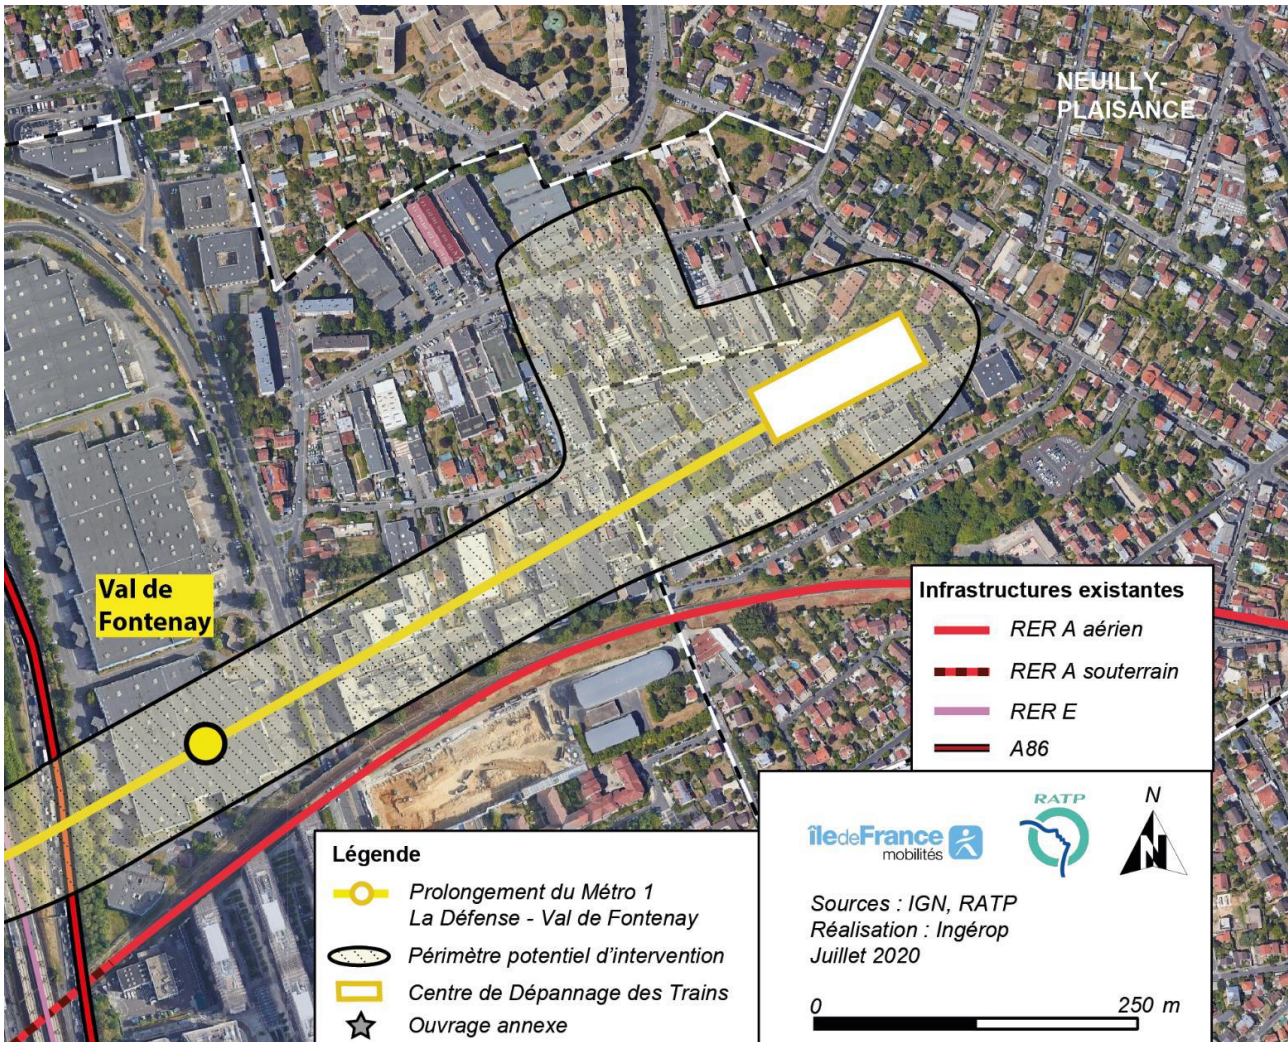 NEUILLY-
PLAISANCE
Val de
Fontenay
Infrastructures existantes
RER A aérien
RER A souterrain
RER E
A86
Légende
Prolongement du Métro 1
La Défense - Val de Fontenay
Périmètre potentiel d'intervention
Centre de Dépannage des Trains
Ouvrage annexe
îledeFrance
mobilités
RATP
N
Sources : IGN, RATP
Réalisation : Ingérop
Juillet 2020
0 250 m